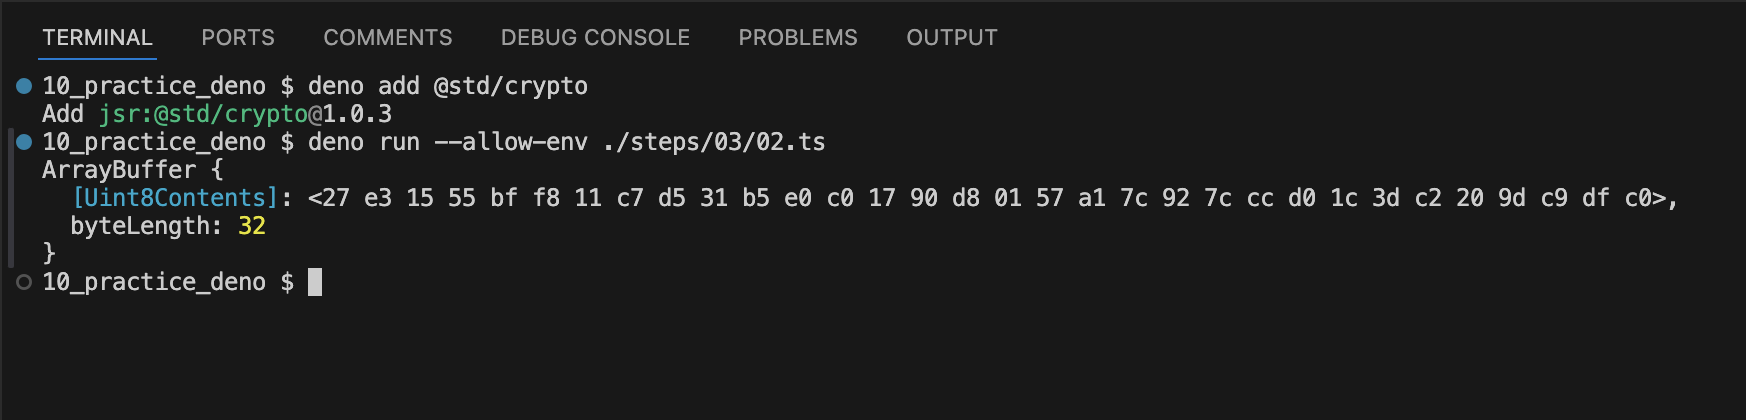 TERMINAL PORTS COMMENTS DEBUG CONSOLE PROBLEMS OUTPUT
10_practice_deno $ deno add @std/crypto
Add jsr:@std/crypto@1.0.3
10_practice_deno $ deno run --allow-env ./steps/03/02.ts
ArrayBuffer {
  [Uint8Contents]: <27 e3 15 55 bf f8 11 c7 d5 31 b5 e0 c0 17 90 d8 01 57 a1 7c 92 7c cc d0 1c 3d c2 20 9d c9 df c0>,
  byteLength: 32
}
10_practice_deno $